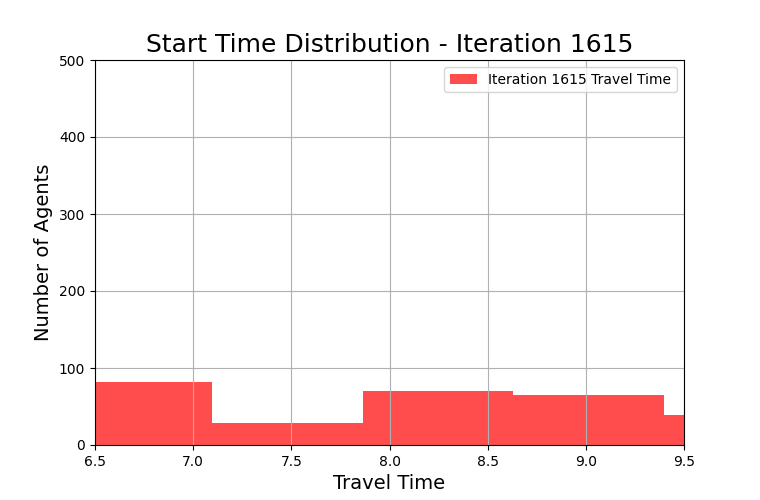 Start Time Distribution - Iteration 1615
Iteration 1615 Travel Time
Number of Agents
500
400
300
200
100
0
6.5 7.0 7.5 8.0 8.5 9.0 9.5
Travel Time